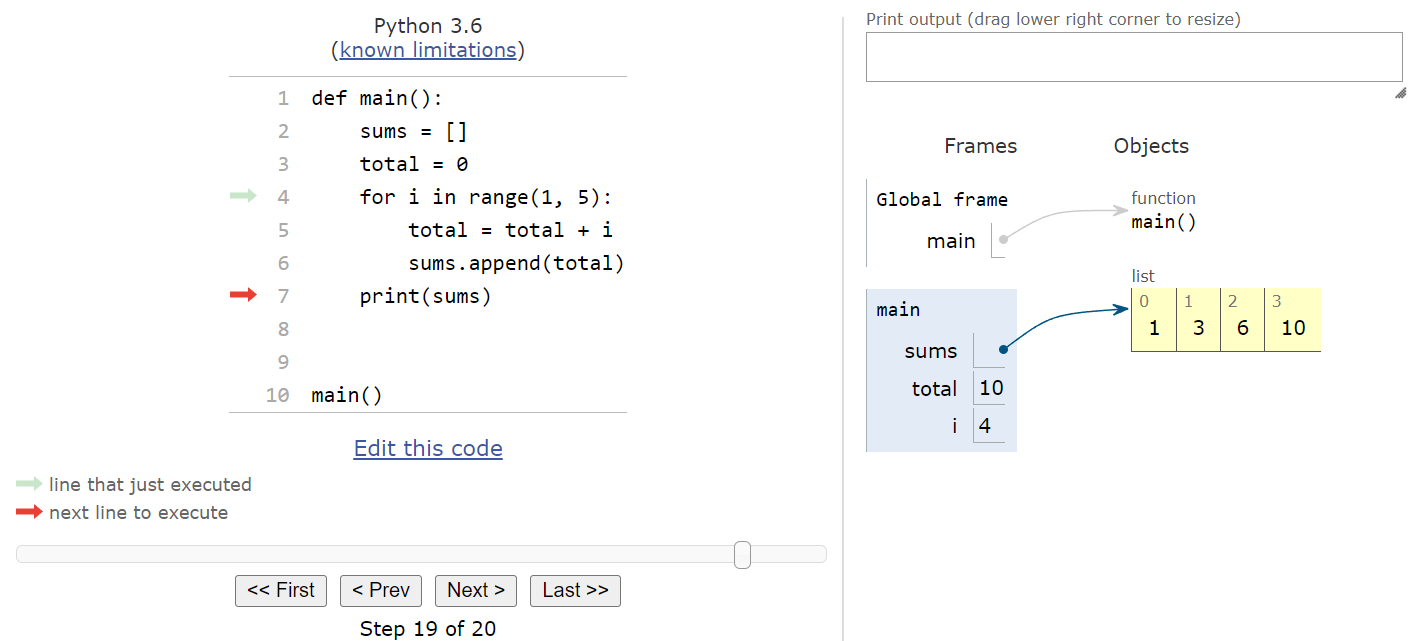 Python 3.6
(known limitations)
1 def main():
2     sums = []
3     total = 0
4     for i in range(1, 5):
5         total = total + i
6         sums.append(total)
7     print(sums)
8
9
10 main()
Edit this code
line that just executed
next line to execute
<< First < Prev Next > Last >>
Step 19 of 20
Print output (drag lower right corner to resize)
Frames Objects
Global frame
main
function
main()
main
sums
total 10
i 4
list
0 1 2 3
1 3 6 10